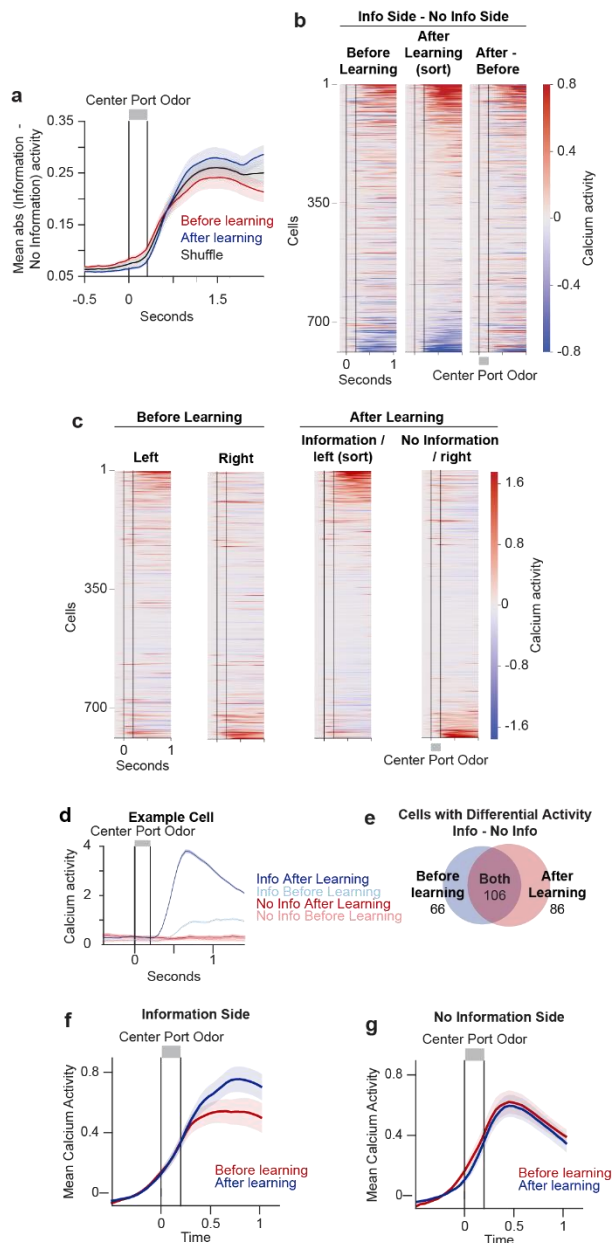 a
Center Port Odor
Mean abs (Information -
No Information) activity
0.35
0.25
0.15
0.05
Before learning
After learning
Shuffle
-0.5
0
1.5
Seconds
b
Info Side - No Info Side
Before
Learning
After
Learning
(sort)
After -
Before
1
350
700
Cells
0
1
Seconds
Center Port Odor
0.8
0.4
0
-0.4
-0.8
Calcium activity
c
Before Learning
After Learning
Left
Right
Information /
left (sort)
No Information
/ right
1
350
700
Cells
0
1
Seconds
Center Port Odor
1.6
0.8
0
-0.8
-1.6
Calcium activity
d
Example Cell
Center Port Odor
Calcium activity
4
2
0
0
1
Seconds
Info After Learning
Info Before Learning
No Info After Learning
No Info Before Learning
e
Cells with Differential Activity
Info - No Info
Before
learning
66
Both
106
After
Learning
86
f
Information Side
Center Port Odor
Mean Calcium Activity
0.8
0.4
0
Before learning
After learning
0
0.5
1
Time
g
No Information Side
Center Port Odor
Mean Calcium Activity
0.8
0.4
0
Before learning
After learning
0
0.5
1
Time